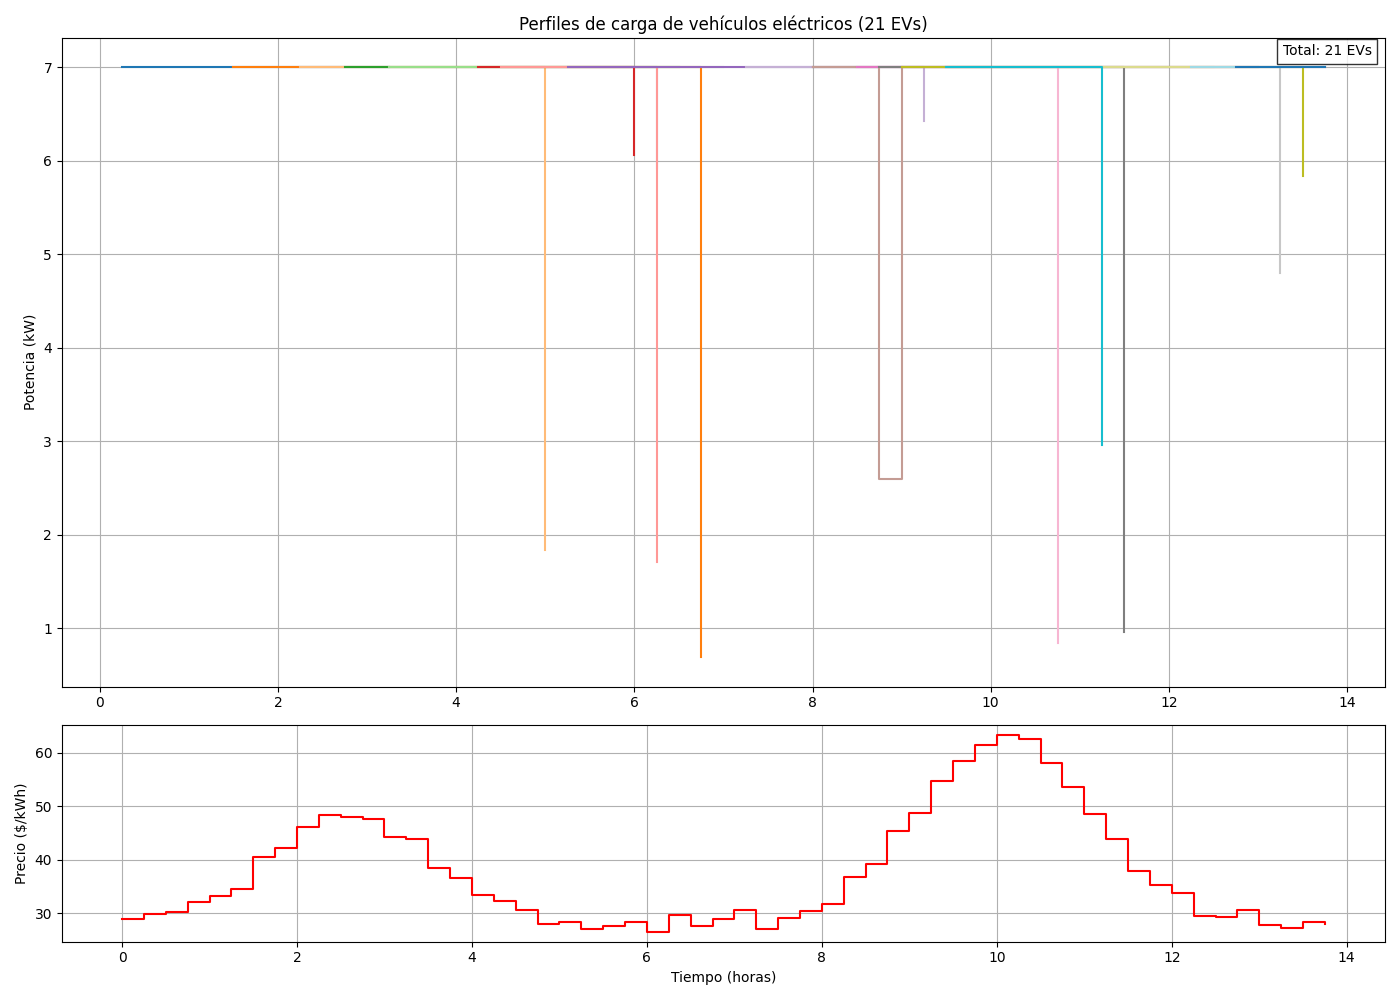 Perfiles de carga de vehículos eléctricos (21 EVs)
Total: 21 EVs
Potencia (kW)
7
6
5
4
3
2
1
0 2 4 6 8 10 12 14
Precio ($/kWh)
60
50
40
30
0 2 4 6 8 10 12 14
Tiempo (horas)